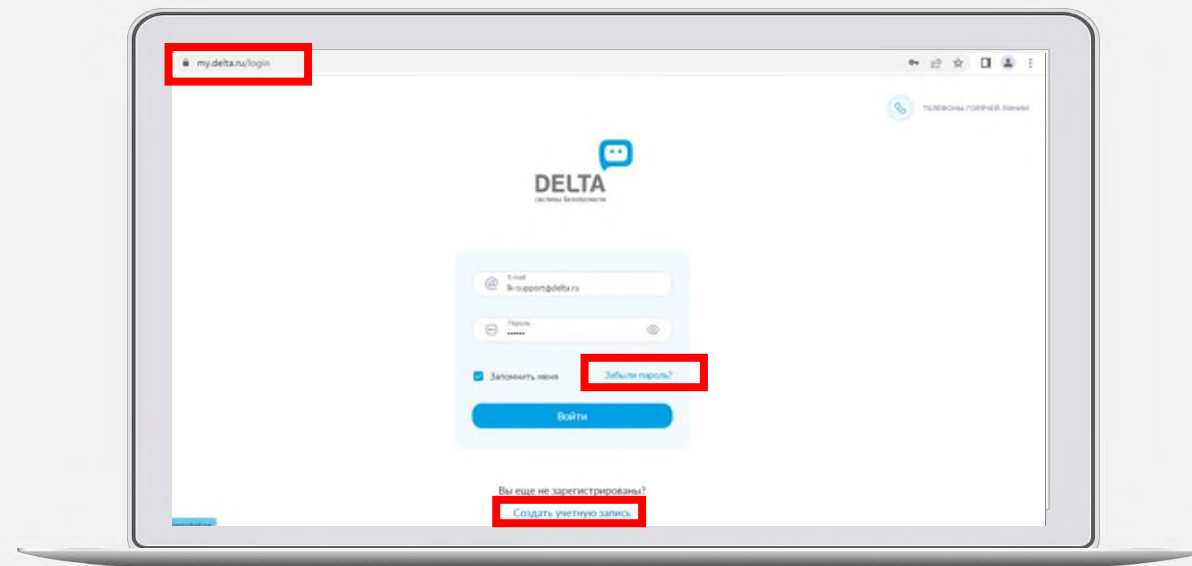 my.delta.ru/login
ТЕЛЕФОНЫ ГОРЯЧЕЙ ЛИНИИ
DELTA
системы безопасности
E-mail
lk-support@delta.ru
Пароль
••••••
Запомнить меня
Забыли пароль?
Войти
Вы еще не зарегистрированы?
Создать учетную запись